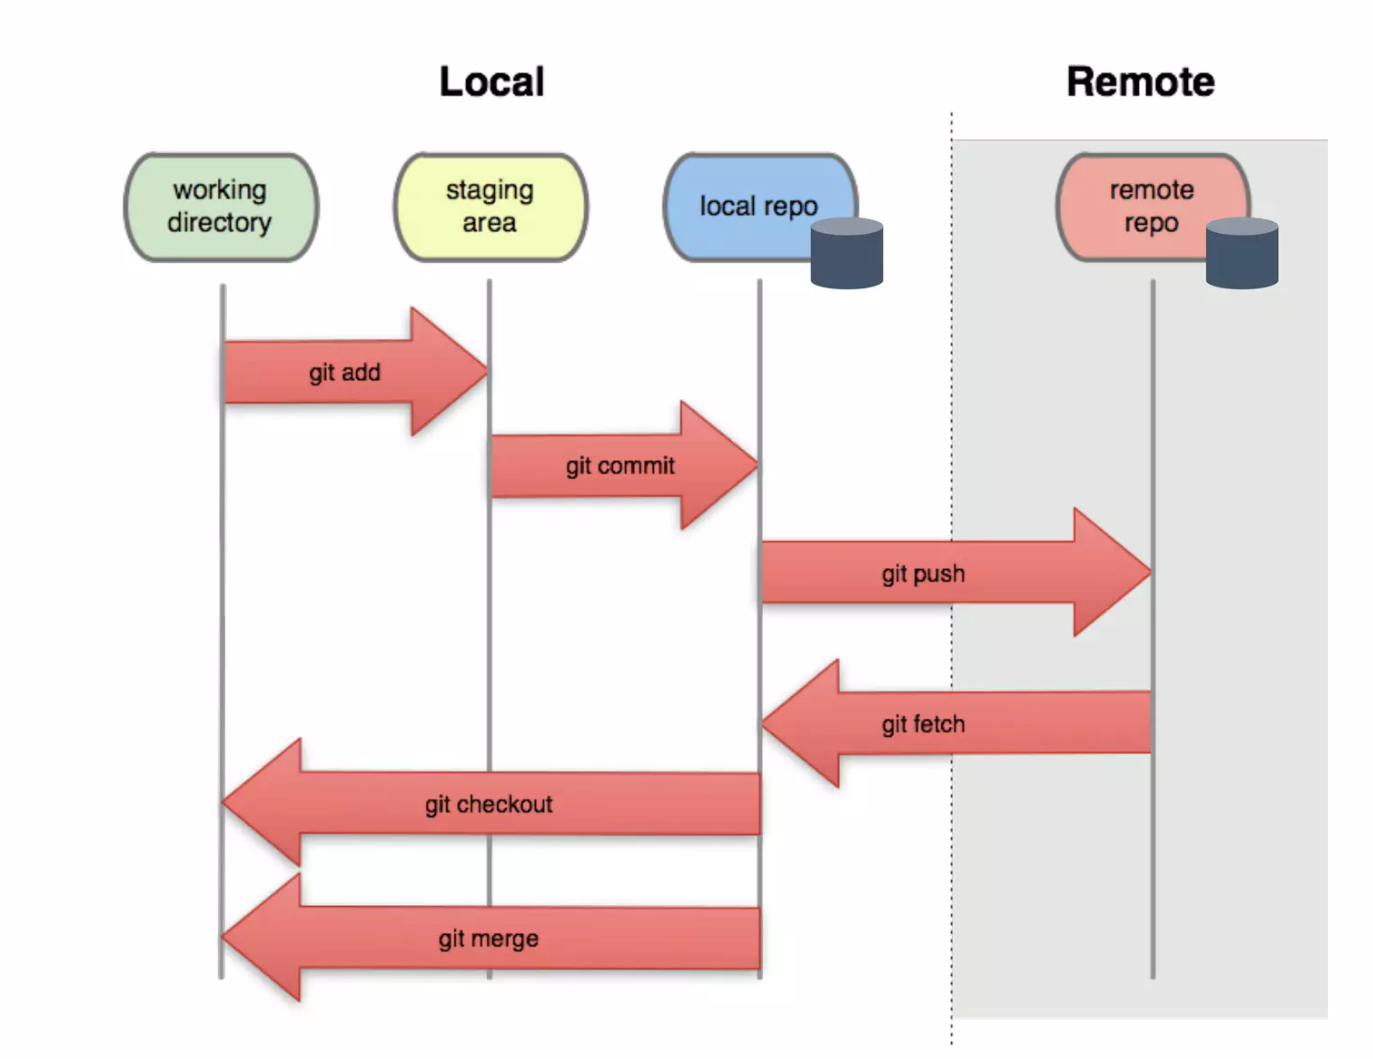 Local
Remote
working
directory
staging
area
local repo
remote
repo
git add
git commit
git push
git fetch
git checkout
git merge